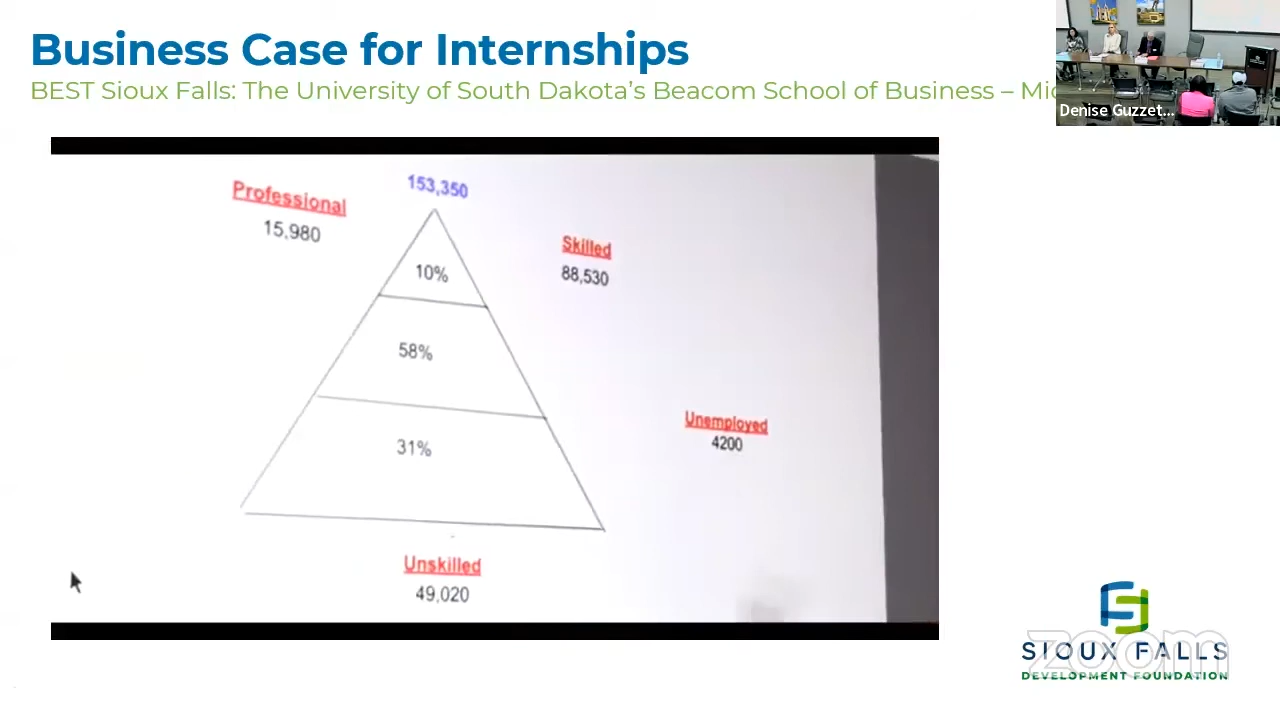 Business Case for Internships
BEST Sioux Falls: The University of South Dakota's Beacom School of Business –
Denise Guzzet...
153,350
Professional
15,980
Skilled
88,530
10%
58%
31%
Unemployed
4200
Unskilled
49,020
zoom
SIOUX FALLS
DEVELOPMENT FOUNDATION